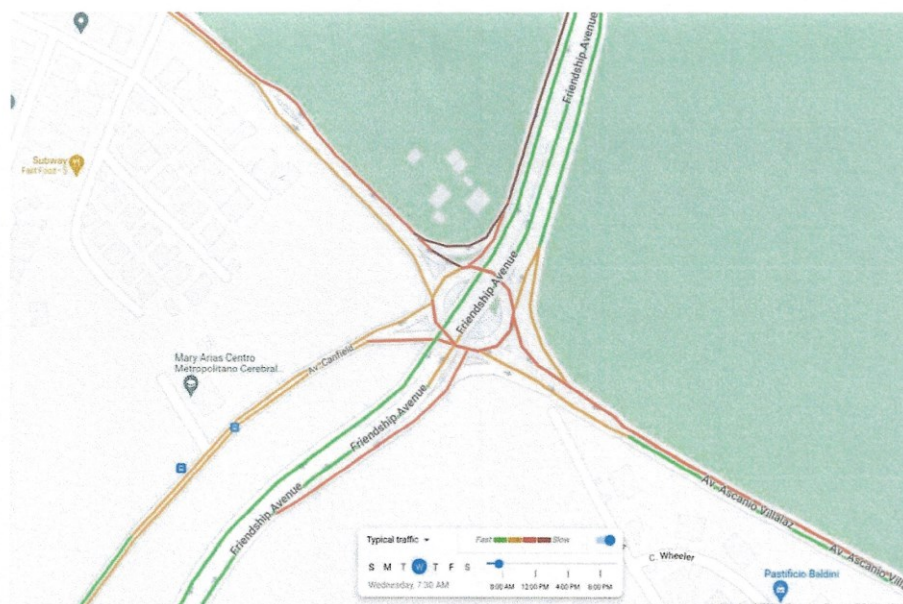 Friendship Avenue
Subway
Fast Food - S
Friendship Avenue
Mary Arias Centro
Metropolitano Cerebral...
Av. Canfield
Friendship Avenue
Friendship Avenue
Av. Ascanio Villalaz
Av. Ascanio Vill
C. Wheeler
Pastificio Baldini
Typical traffic
Fast
Slow
S M T W T F S
Wednesday, 7:30 AM
8:00 AM 12:00 PM 4:00 PM 8:00 PM